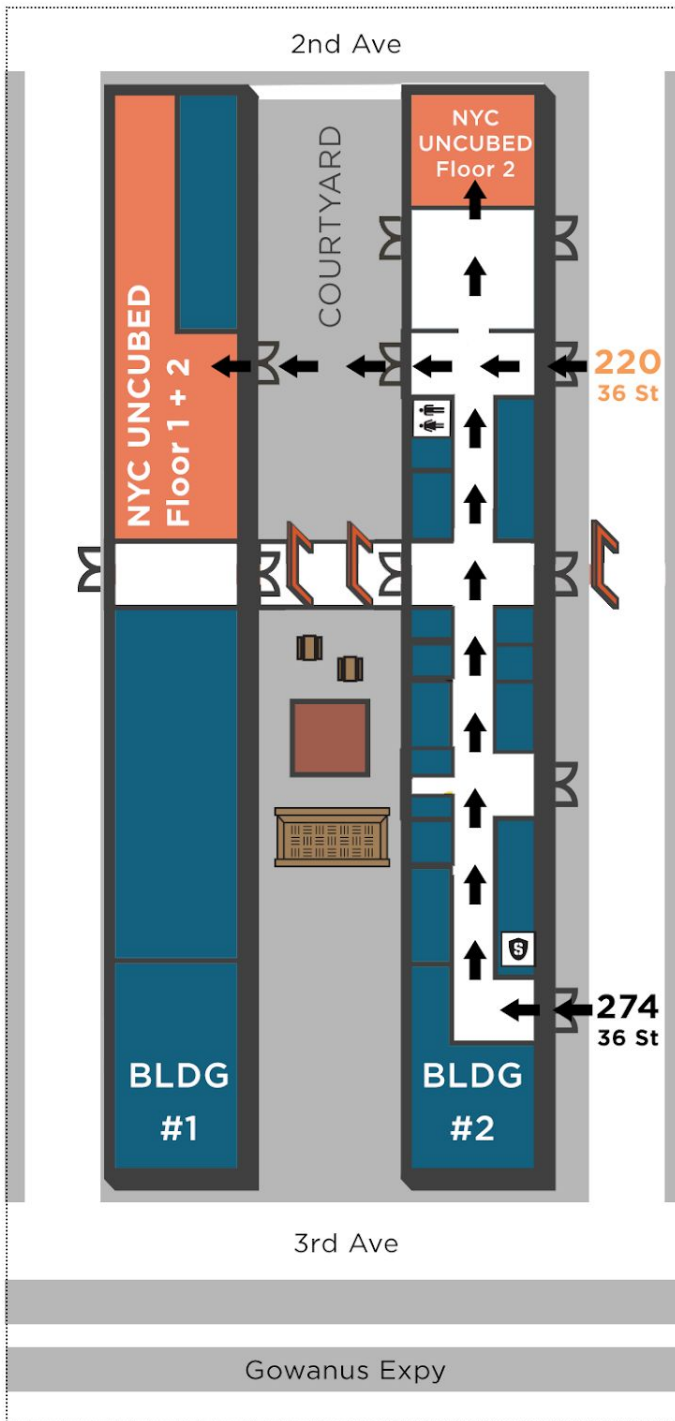 2nd Ave
COURTYARD
NYC
UNCUBED
Floor 2
NYC UNCUBED
Floor 1 + 2
220
36 St
S
274
36 St
BLDG
#1
BLDG
#2
3rd Ave
Gowanus Expy